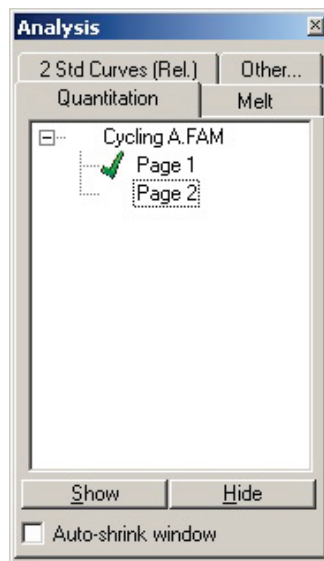 Analysis
2 Std Curves (Rel.) Other...
Quantitation Melt
Cycling A.FAM
Page 1
Page 2
Show Hide
Auto-shrink window